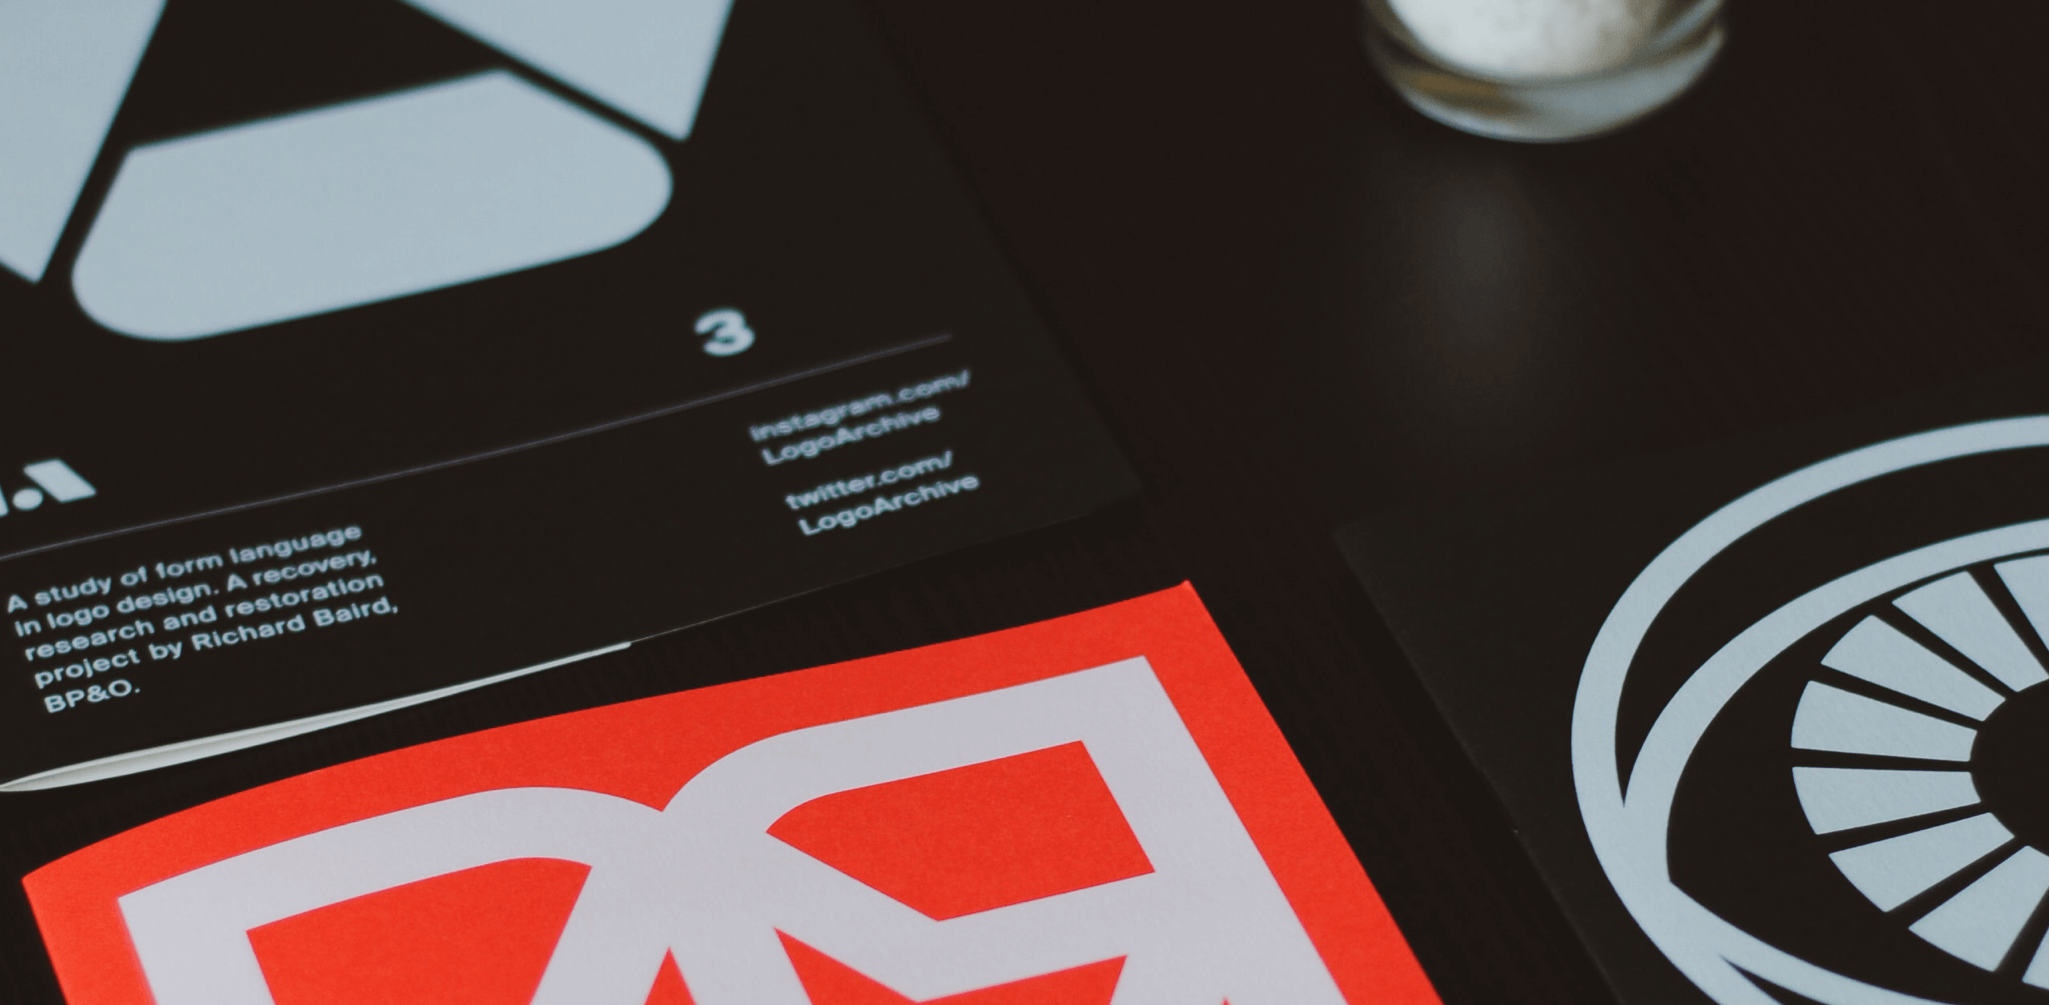 3
instagram.com/
LogoArchive
twitter.com/
LogoArchive
A study of form language
in logo design. A recovery,
research and restoration
project by Richard Baird,
BP&O.